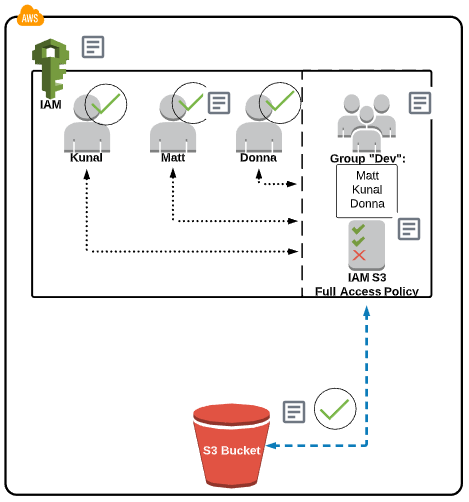 AWS
IAM
Kunal
Matt
Donna
Group "Dev":
Matt
Kunal
Donna
IAM S3
Full Access Policy
S3 Bucket